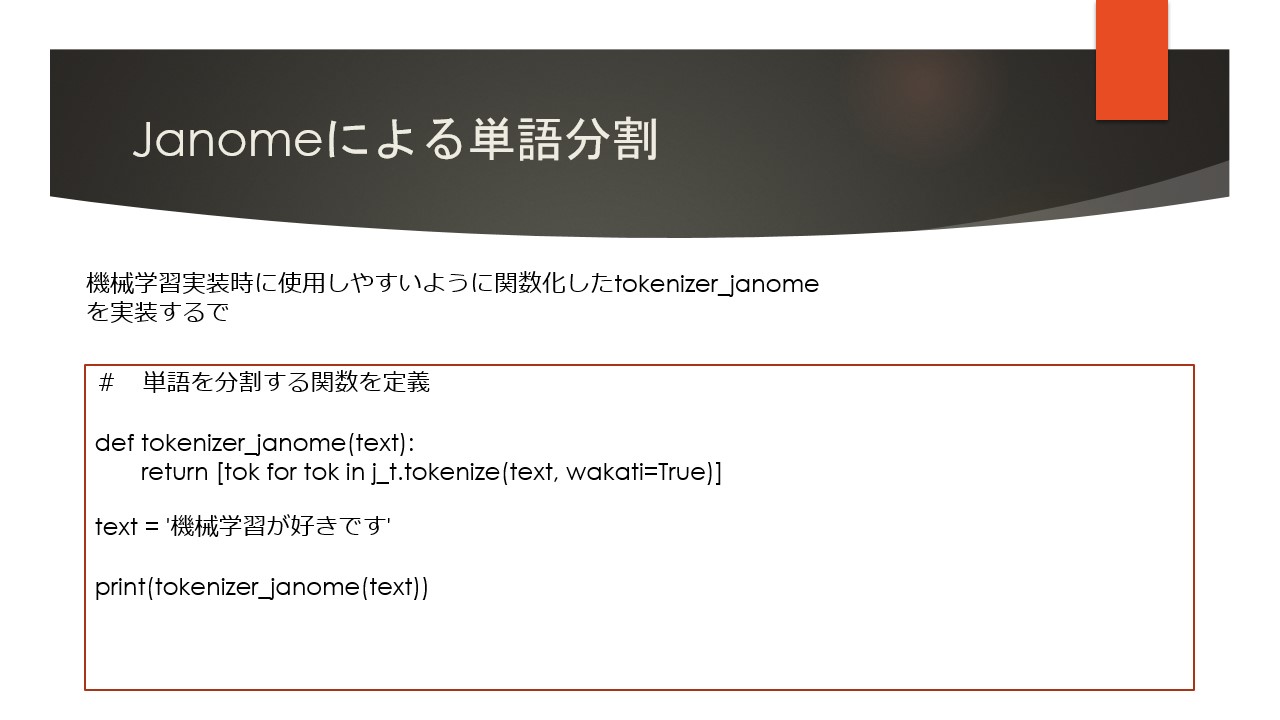 Janomeによる単語分割
機械学習実装時に使用しやすいように関数化したtokenizer_janome
を実装するで
#　単語を分割する関数を定義
def tokenizer_janome(text):
return [tok for tok in j_t.tokenize(text, wakati=True)]
text = '機械学習が好きです'
print(tokenizer_janome(text))